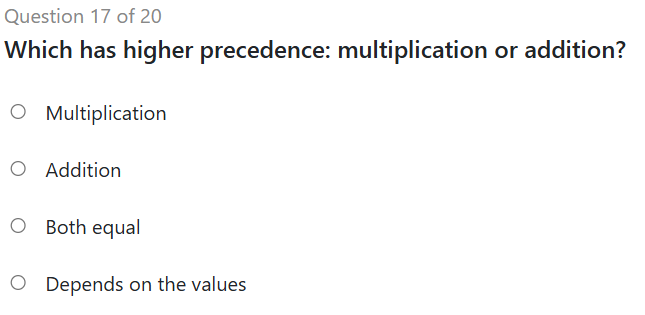 Question 17 of 20
Which has higher precedence: multiplication or addition?
Multiplication
Addition
Both equal
Depends on the values